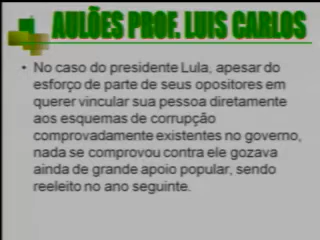 AULÕES PROF. LUIS CARLOS
• No caso do presidente Lula, apesar do
esforço de parte de seus opositores em
querer vincular sua pessoa diretamente
aos esquemas de corrupção
comprovadamente existentes no governo,
nada se comprovou contra ele gozava
ainda de grande apoio popular, sendo
reeleito no ano seguinte.